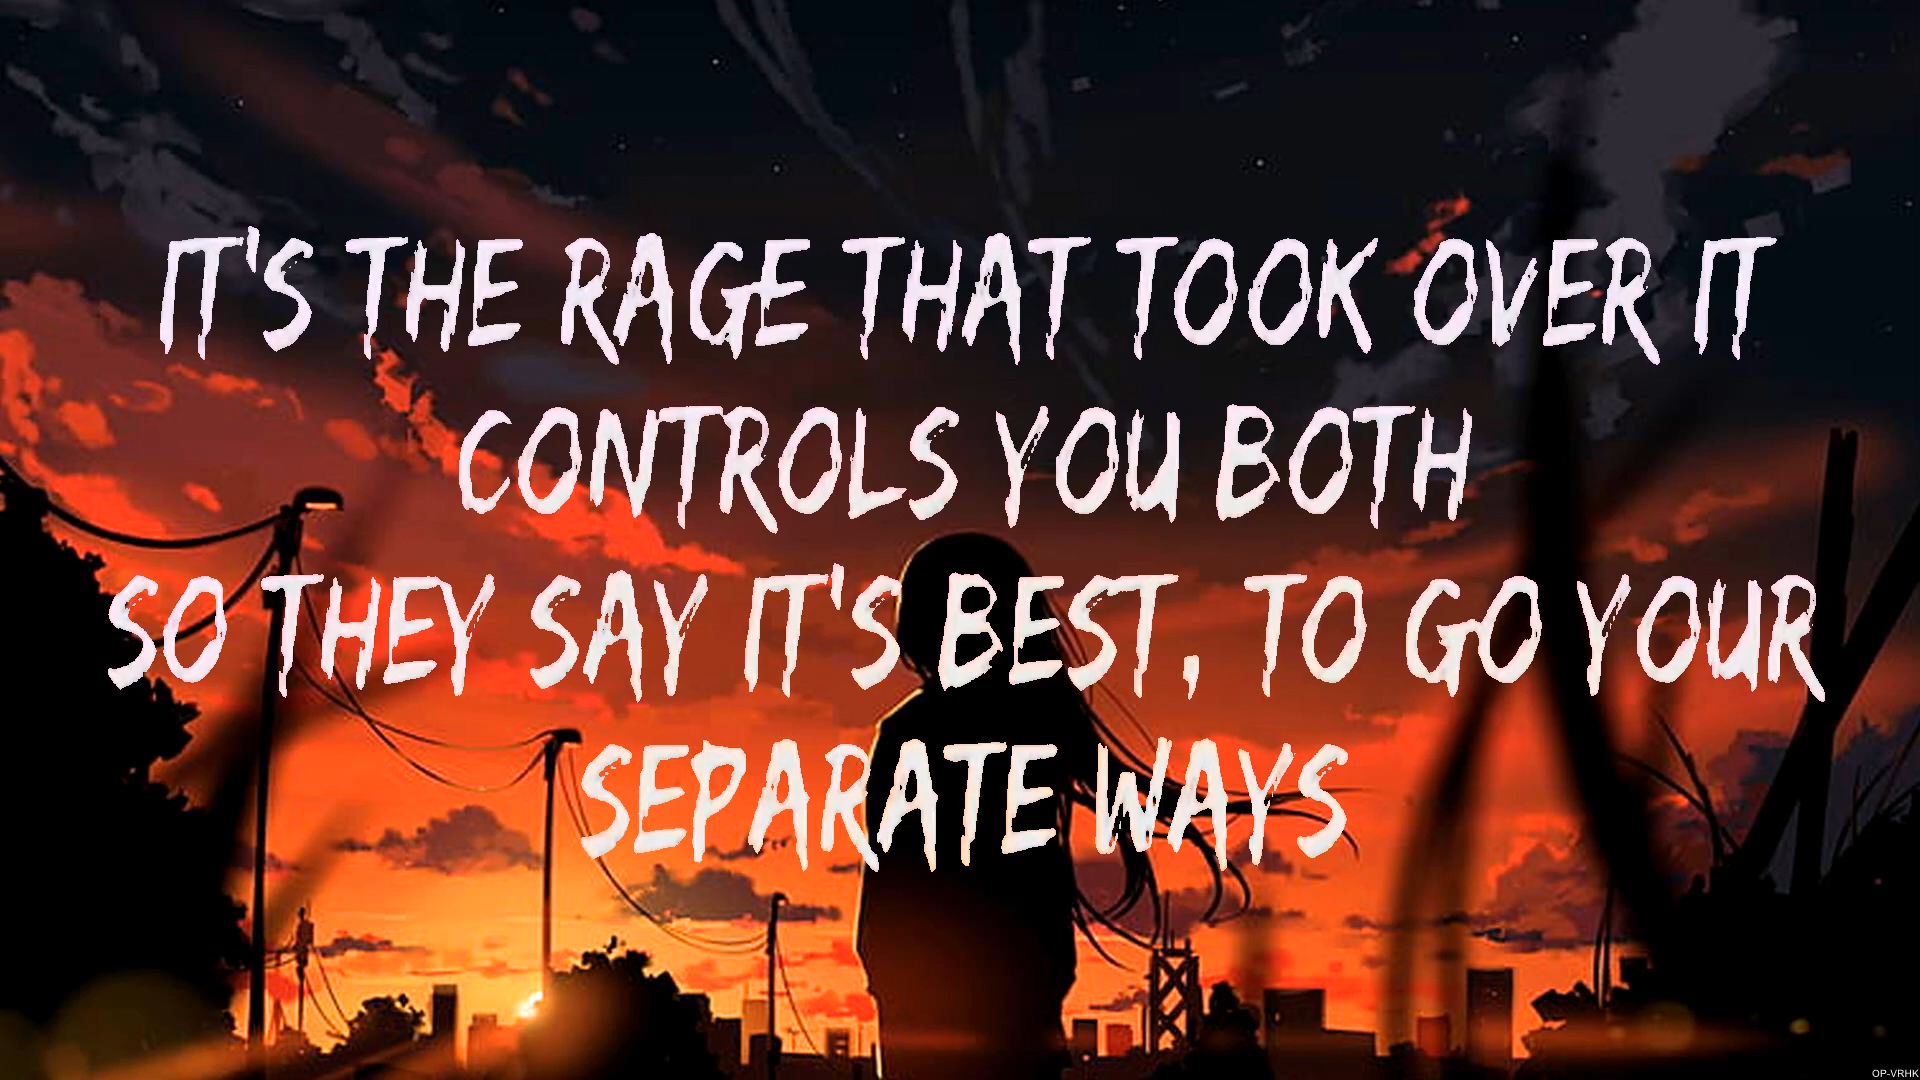 IT'S THE RAGE THAT TOOK OVER IT
CONTROLS YOU BOTH
SO THEY SAY IT'S BEST, TO GO YOUR
SEPARATE WAYS
OP-VRHK